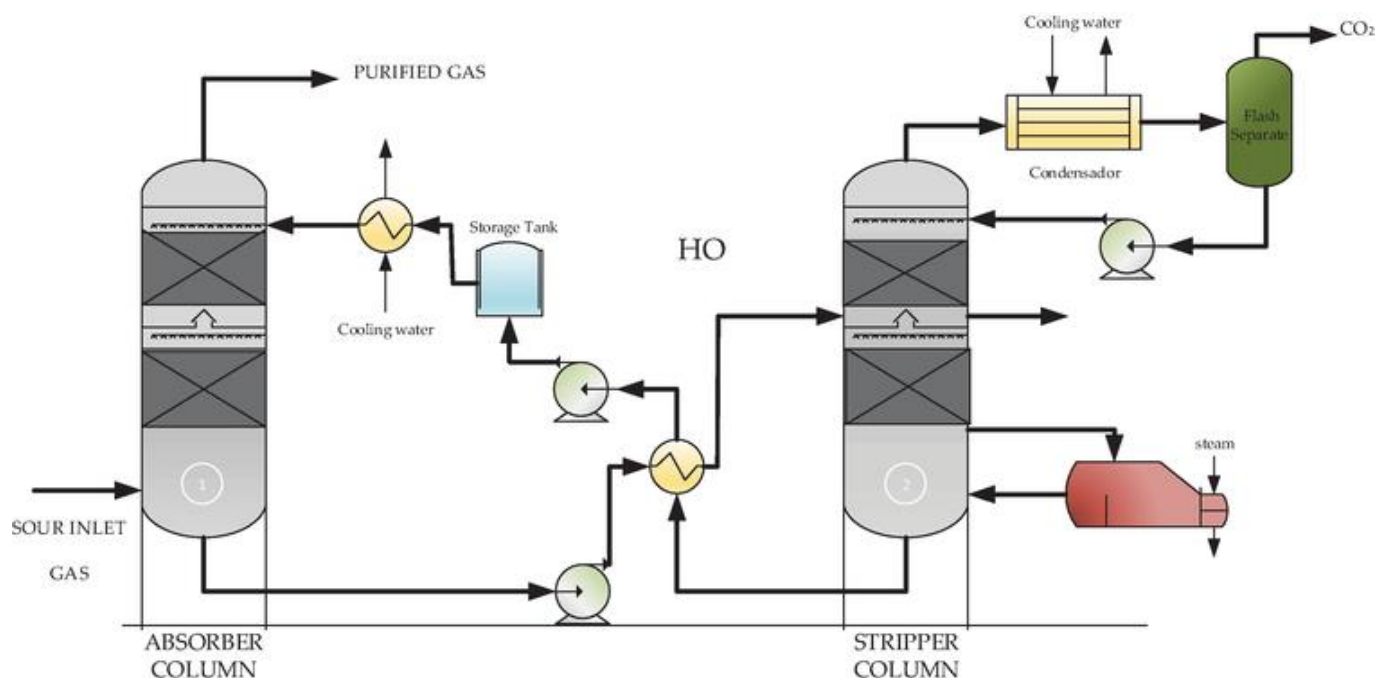 Cooling water
CO₂
PURIFIED GAS
Flash
Separate
Condensador
Storage Tank
HO
Cooling water
steam
1
2
SOUR INLET
GAS
ABSORBER
COLUMN
STRIPPER
COLUMN